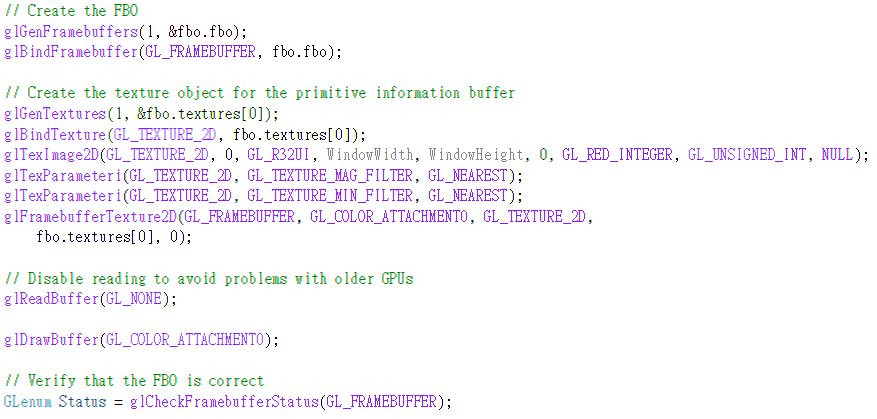 // Create the FBO
glGenFramebuffers(1, &fbo.fbo);
glBindFramebuffer(GL_FRAMEBUFFER, fbo.fbo);

// Create the texture object for the primitive information buffer
glGenTextures(1, &fbo.textures[0]);
glBindTexture(GL_TEXTURE_2D, fbo.textures[0]);
glTexImage2D(GL_TEXTURE_2D, 0, GL_R32UI, WindowWidth, WindowHeight, 0, GL_RED_INTEGER, GL_UNSIGNED_INT, NULL);
glTexParameteri(GL_TEXTURE_2D, GL_TEXTURE_MAG_FILTER, GL_NEAREST);
glTexParameteri(GL_TEXTURE_2D, GL_TEXTURE_MIN_FILTER, GL_NEAREST);
glFramebufferTexture2D(GL_FRAMEBUFFER, GL_COLOR_ATTACHMENT0, GL_TEXTURE_2D,
    fbo.textures[0], 0);

// Disable reading to avoid problems with older GPUs
glReadBuffer(GL_NONE);

glDrawBuffer(GL_COLOR_ATTACHMENT0);

// Verify that the FBO is correct
GLenum Status = glCheckFramebufferStatus(GL_FRAMEBUFFER);